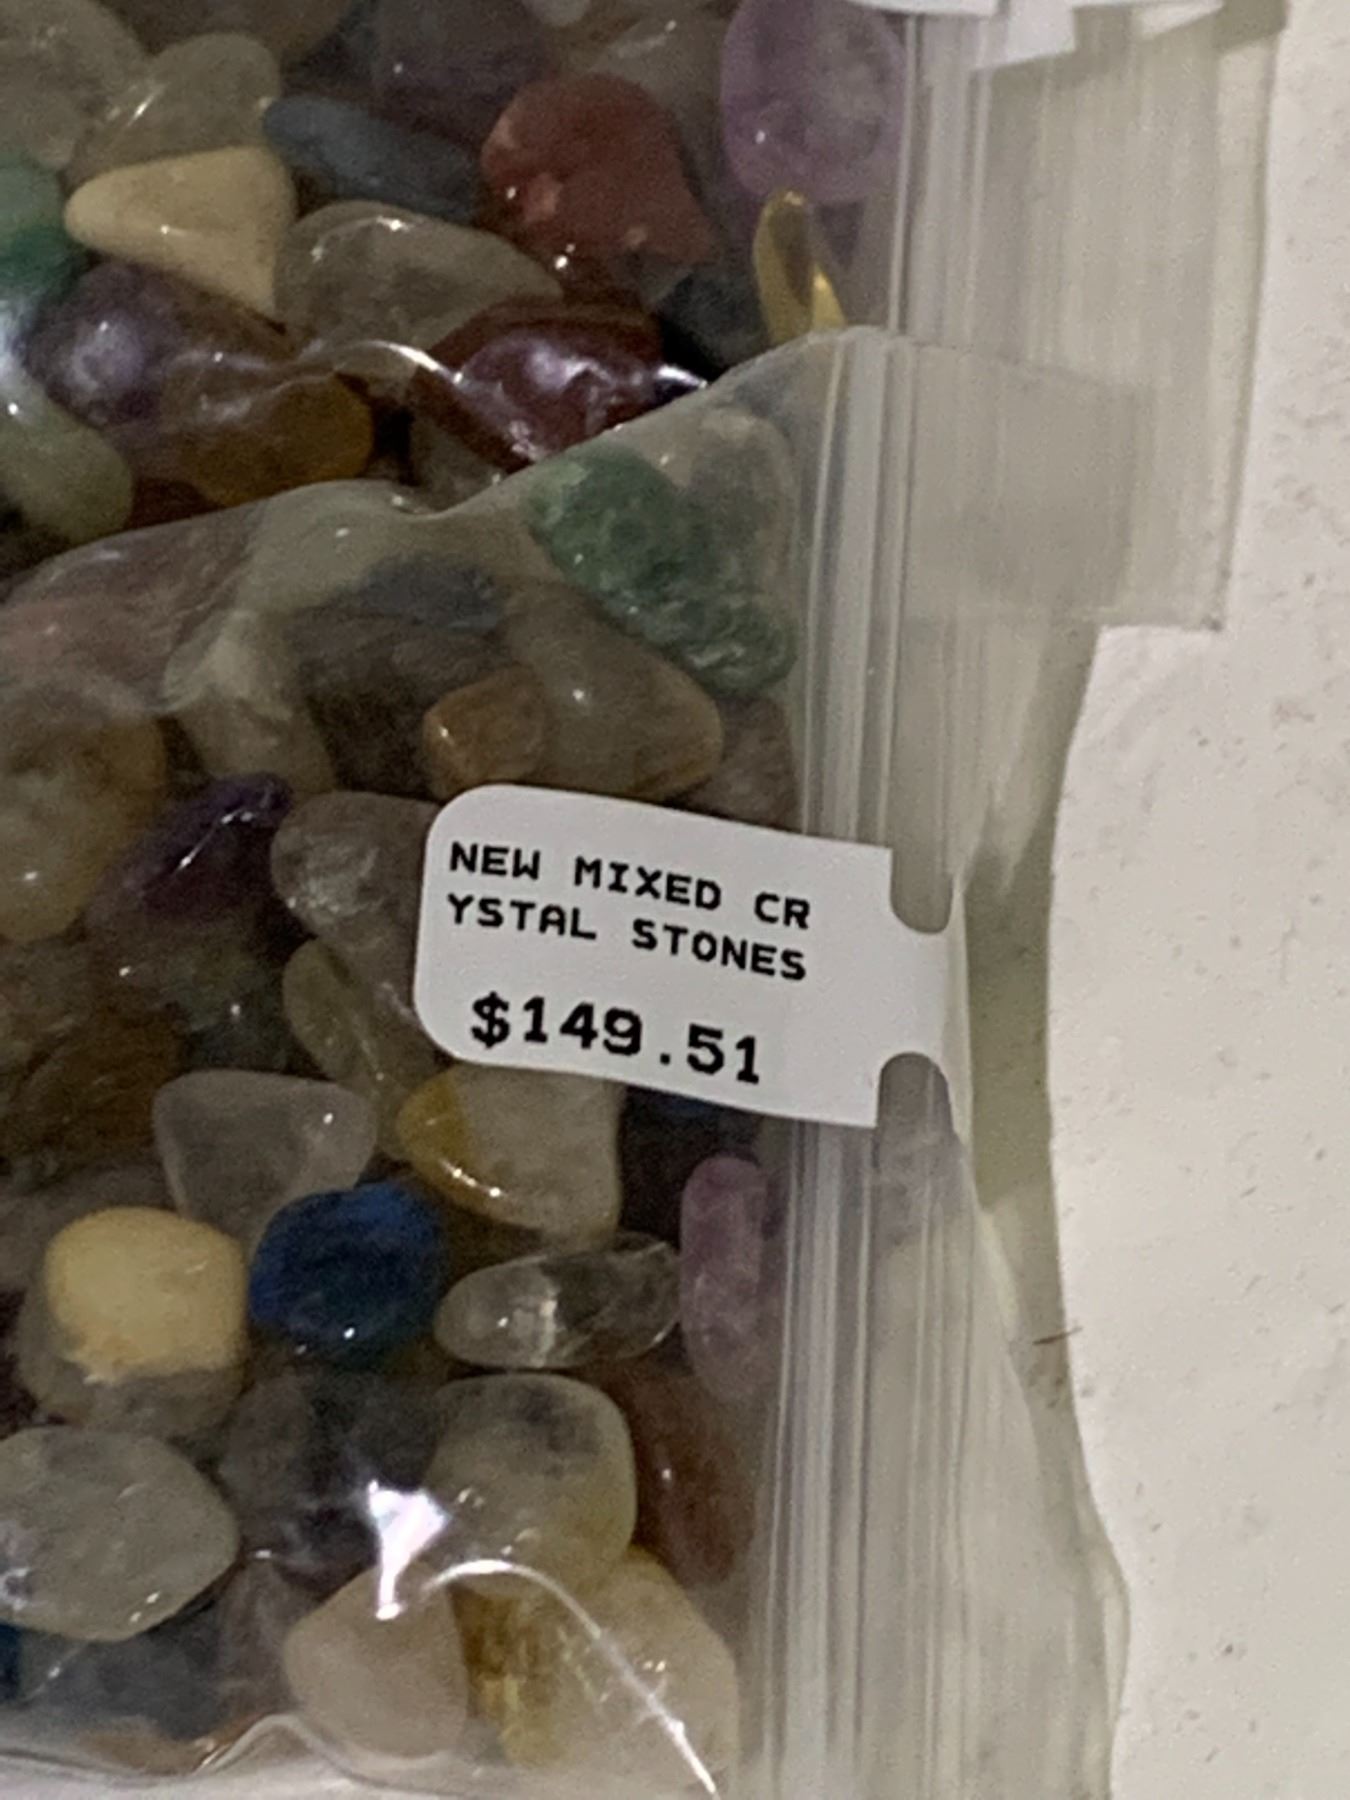 NEW MIXED CR
YSTAL STONES
$149.51